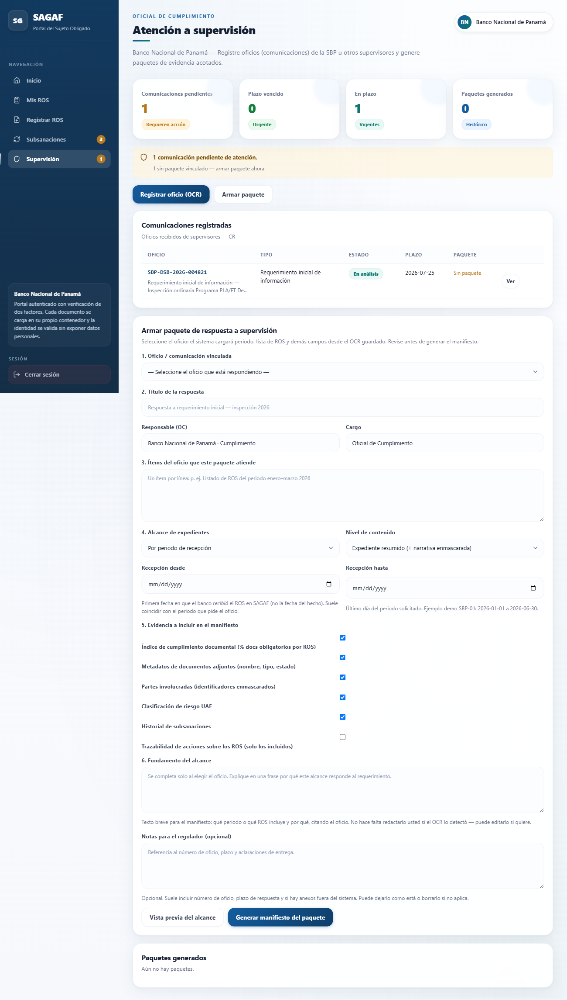 SG
SAGAF
Portal del Sujeto Obligado
NAVEGACIÓN
Inicio
Mis ROS
Registrar ROS
Subsanaciones 2
Supervisión 1
Banco Nacional de Panamá
Portal autenticado con verificación de
dos factores. Cada documento se
carga en su propio contenedor y la
identidad se valida sin exponer datos
personales.
SESIÓN
Cerrar sesión
OFICIAL DE CUMPLIMIENTO
Atención a supervisión
BN Banco Nacional de Panamá
Banco Nacional de Panamá — Registre oficios (comunicaciones) de la SBP u otros supervisores y genere
paquetes de evidencia acotados.
Comunicaciones pendientes
1
Requieren acción
Plazo vencido
0
Urgente
En plazo
1
Vigentes
Paquetes generados
0
Histórico
1 comunicación pendiente de atención.
1 sin paquete vinculado — armar paquete ahora
Registrar oficio (OCR) Armar paquete
Comunicaciones registradas
Oficios recibidos de supervisores — CR
OFICIO TIPO ESTADO PLAZO PAQUETE
SBP-DSB-2026-004821
Requerimiento inicial de información —
Inspección ordinaria Programa PLA/FT De...
Requerimiento inicial de
información
En análisis
2026-07-25
Sin paquete
Ver
Armar paquete de respuesta a supervisión
Seleccione el oficio: el sistema cargará periodo, lista de ROS y demás campos desde el OCR guardado. Revise antes de generar el manifiesto.
1. Oficio / comunicación vinculada
— Seleccione el oficio que está respondiendo —
2. Título de la respuesta
Respuesta a requerimiento inicial — inspección 2026
Responsable (OC) Cargo
Banco Nacional de Panamá · Cumplimiento Oficial de Cumplimiento
3. Ítems del oficio que este paquete atiende
Un ítem por línea: p. ej. Listado de ROS del periodo enero–marzo 2026
4. Alcance de expedientes Nivel de contenido
Por periodo de recepción Expediente resumido (+ narrativa enmascarada)
Recepción desde Recepción hasta
mm/dd/yyyy mm/dd/yyyy
Primera fecha en que el banco recibió el ROS en SAGAF (no la fecha del hecho). Suele
coincidir con el periodo que pide el oficio.
Último día del periodo solicitado. Ejemplo demo SBP-01: 2026-01-01 a 2026-06-30.
5. Evidencia a incluir en el manifiesto
Índice de cumplimiento documental (% docs obligatorios por ROS)
Metadatos de documentos adjuntos (nombre, tipo, estado)
Partes involucradas (identificadores enmascarados)
Clasificación de riesgo UAF
Historial de subsanaciones
Trazabilidad de acciones sobre los ROS (solo los incluidos)
6. Fundamento del alcance
Se completa solo al elegir el oficio. Explique en una frase por qué este alcance responde al requerimiento.
Texto breve para el manifiesto: qué periodo o qué ROS incluye y por qué, citando el oficio. No hace falta redactarlo usted si el OCR lo detectó — puede editarlo si quiere.
Notas para el regulador (opcional)
Referencia al número de oficio, plazo y aclaraciones de entrega.
Opcional. Suele incluir número de oficio, plazo de respuesta y si hay anexos fuera del sistema. Puede dejarlo como está o borrarlo si no aplica.
Vista previa del alcance Generar manifiesto del paquete
Paquetes generados
Aún no hay paquetes.